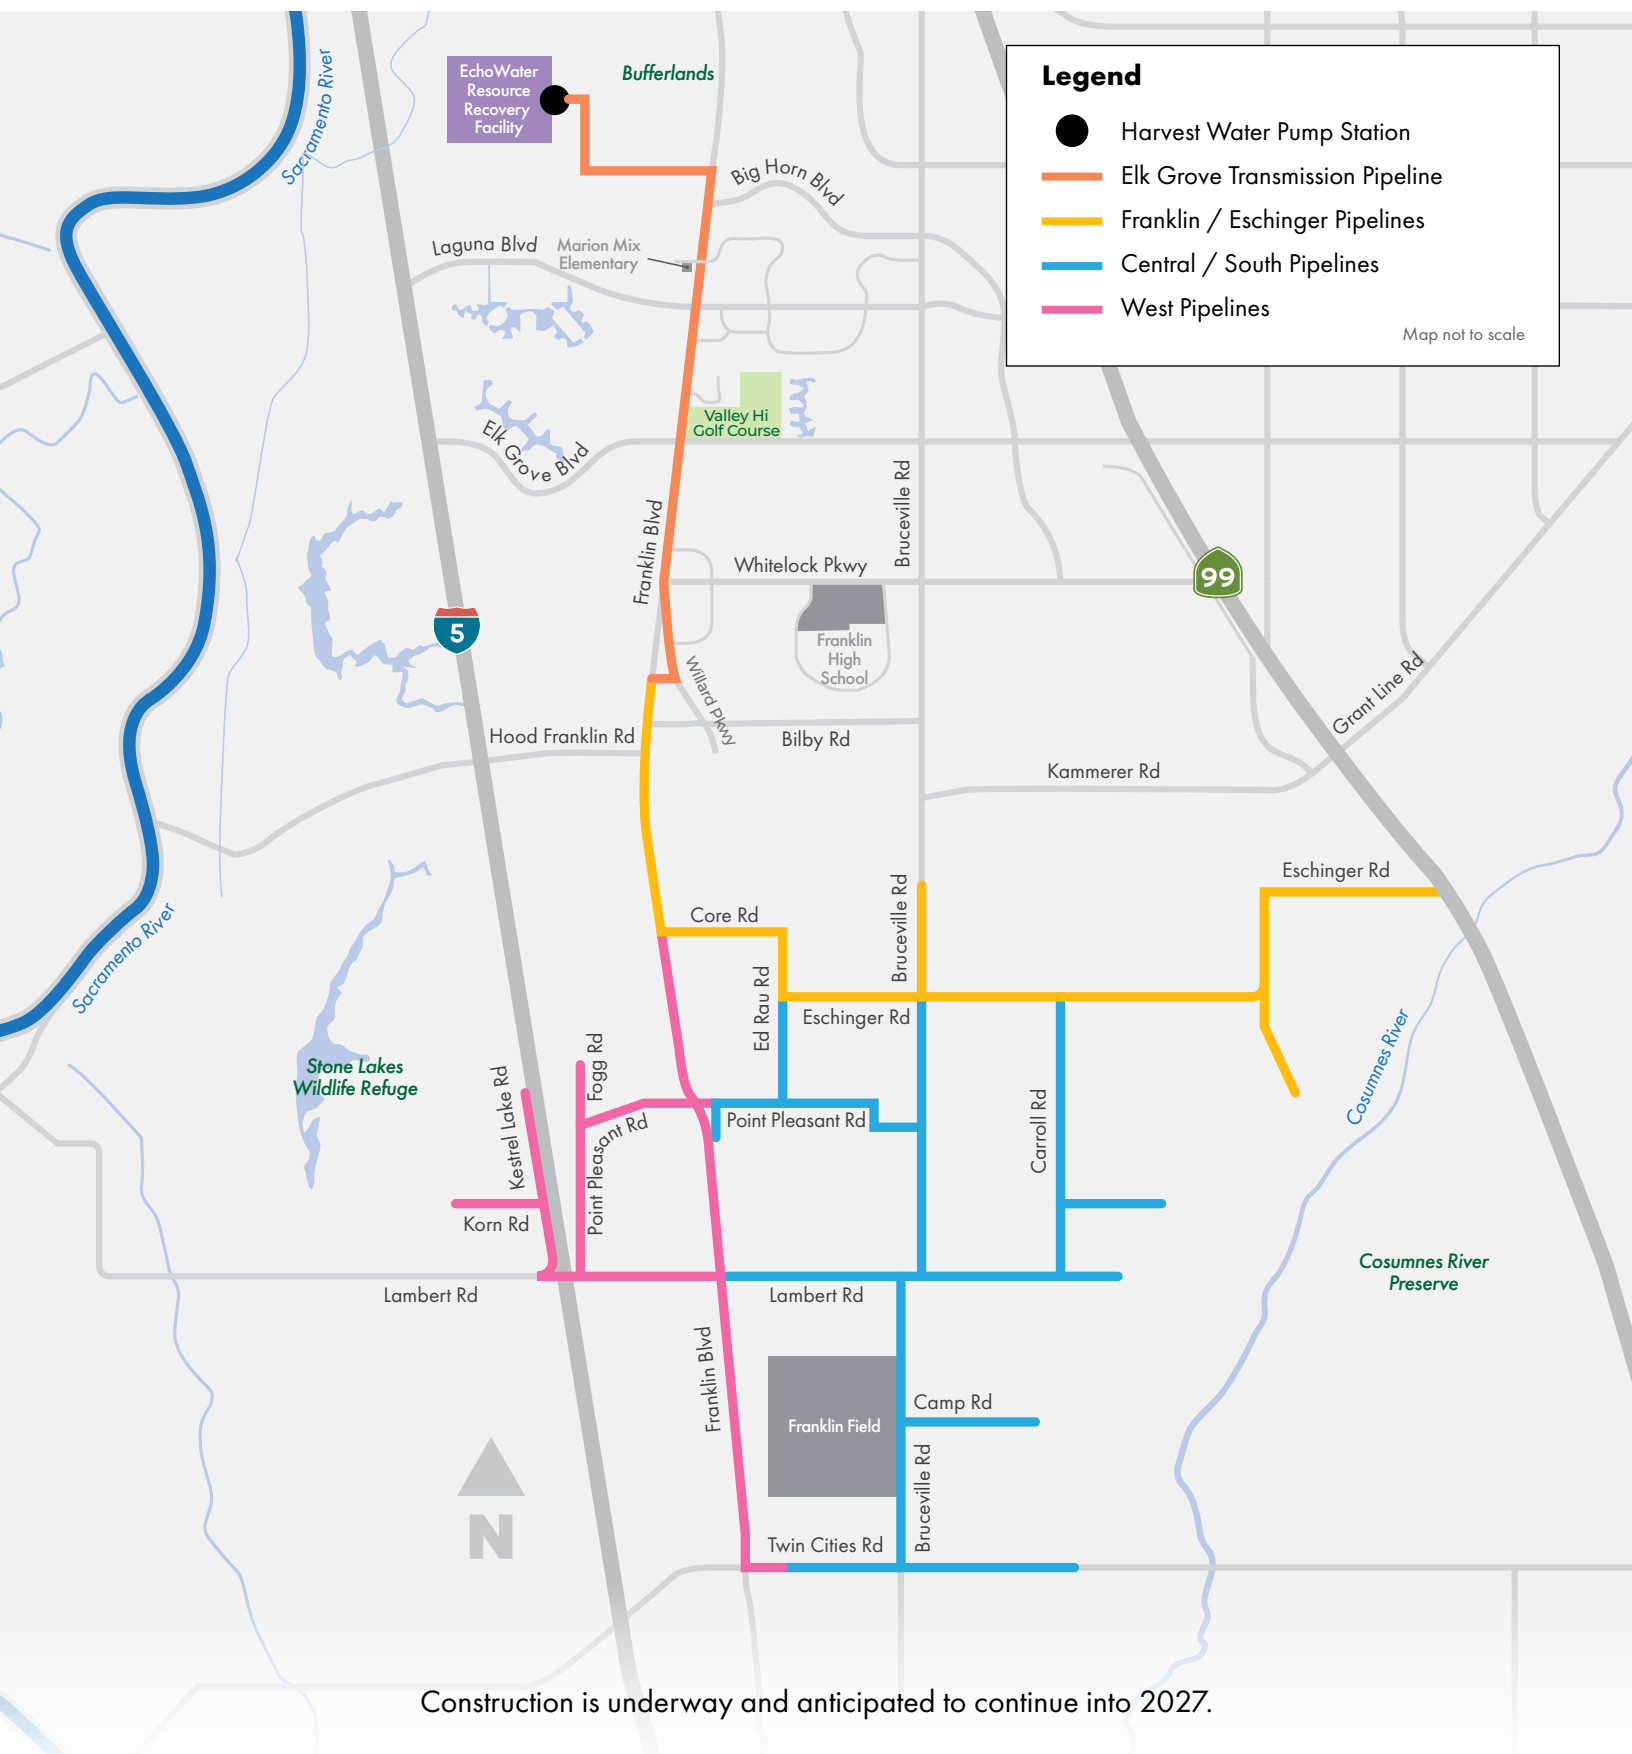 EchoWater
Resource
Recovery
Facility
Bufferlands
Sacramento River
Legend
Harvest Water Pump Station
Elk Grove Transmission Pipeline
Franklin / Eschinger Pipelines
Central / South Pipelines
West Pipelines
Map not to scale
Big Horn Blvd
Laguna Blvd
Marion Mix
Elementary
Valley Hi
Golf Course
Elk Grove Blvd
Bruceville Rd
Franklin Blvd
Whitelock Pkwy
99
5
Franklin
High
School
Willard Pkwy
Grant Line Rd
Hood Franklin Rd
Bilby Rd
Kammerer Rd
Eschinger Rd
Sacramento River
Core Rd
Bruceville Rd
Ed Rau Rd
Eschinger Rd
Cosumnes River
Stone Lakes
Wildlife Refuge
Fogg Rd
Kestrel Lake Rd
Point Pleasant Rd
Point Pleasant Rd
Carroll Rd
Korn Rd
Cosumnes River
Preserve
Lambert Rd
Lambert Rd
Franklin Blvd
Camp Rd
Franklin Field
Bruceville Rd
N
Twin Cities Rd
Construction is underway and anticipated to continue into 2027.